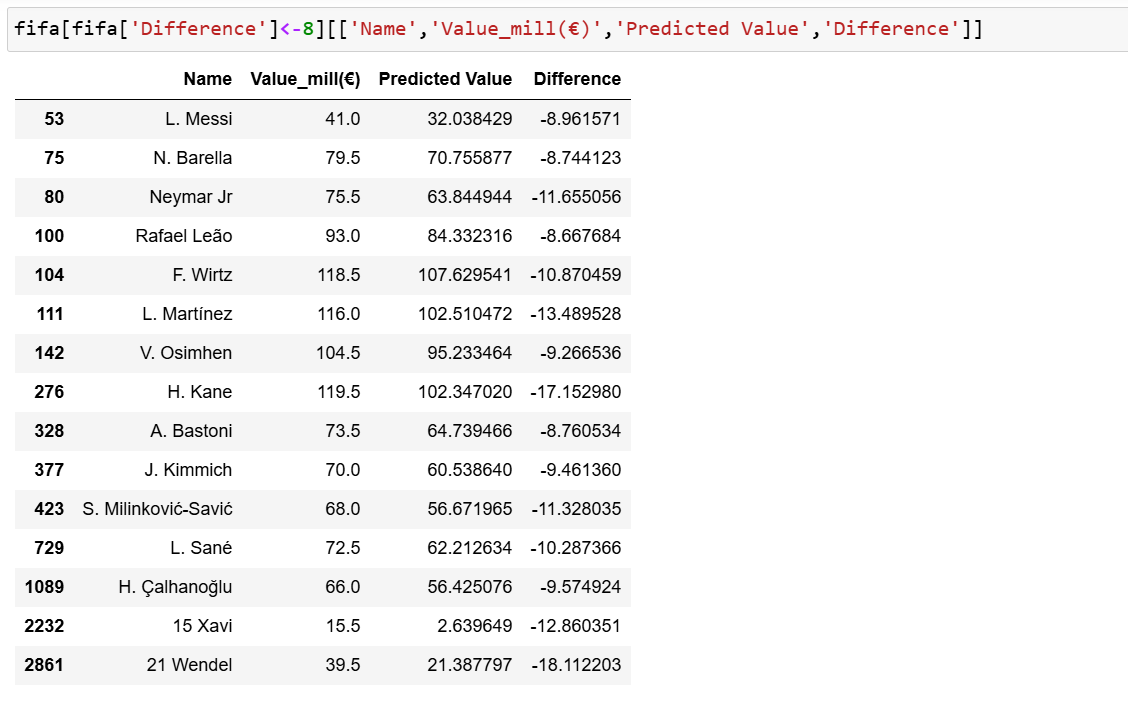 fifa[fifa['Difference']<-8][['Name','Value_mill(€)','Predicted Value','Difference']]
Name Value_mill(€) Predicted Value Difference
53 L. Messi 41.0 32.038429 -8.961571
75 N. Barella 79.5 70.755877 -8.744123
80 Neymar Jr 75.5 63.844944 -11.655056
100 Rafael Leão 93.0 84.332316 -8.667684
104 F. Wirtz 118.5 107.629541 -10.870459
111 L. Martínez 116.0 102.510472 -13.489528
142 V. Osimhen 104.5 95.233464 -9.266536
276 H. Kane 119.5 102.347020 -17.152980
328 A. Bastoni 73.5 64.739466 -8.760534
377 J. Kimmich 70.0 60.538640 -9.461360
423 S. Milinković-Savić 68.0 56.671965 -11.328035
729 L. Sané 72.5 62.212634 -10.287366
1089 H. Çalhanoğlu 66.0 56.425076 -9.574924
2232 15 Xavi 15.5 2.639649 -12.860351
2861 21 Wendel 39.5 21.387797 -18.112203